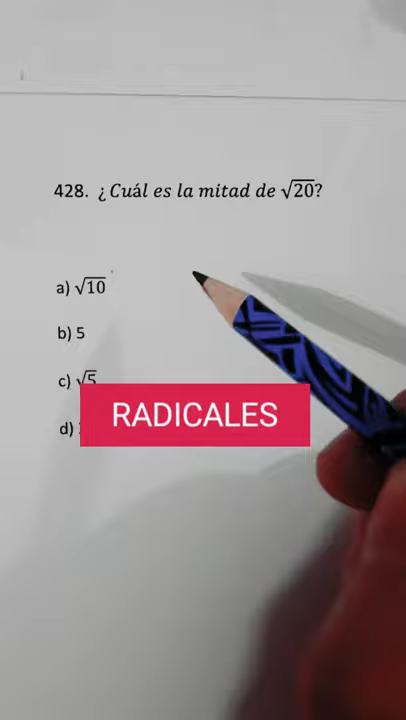 428. ¿Cuál es la mitad de √20?
a) √10
b) 5
c) √5
RADICALES
d)